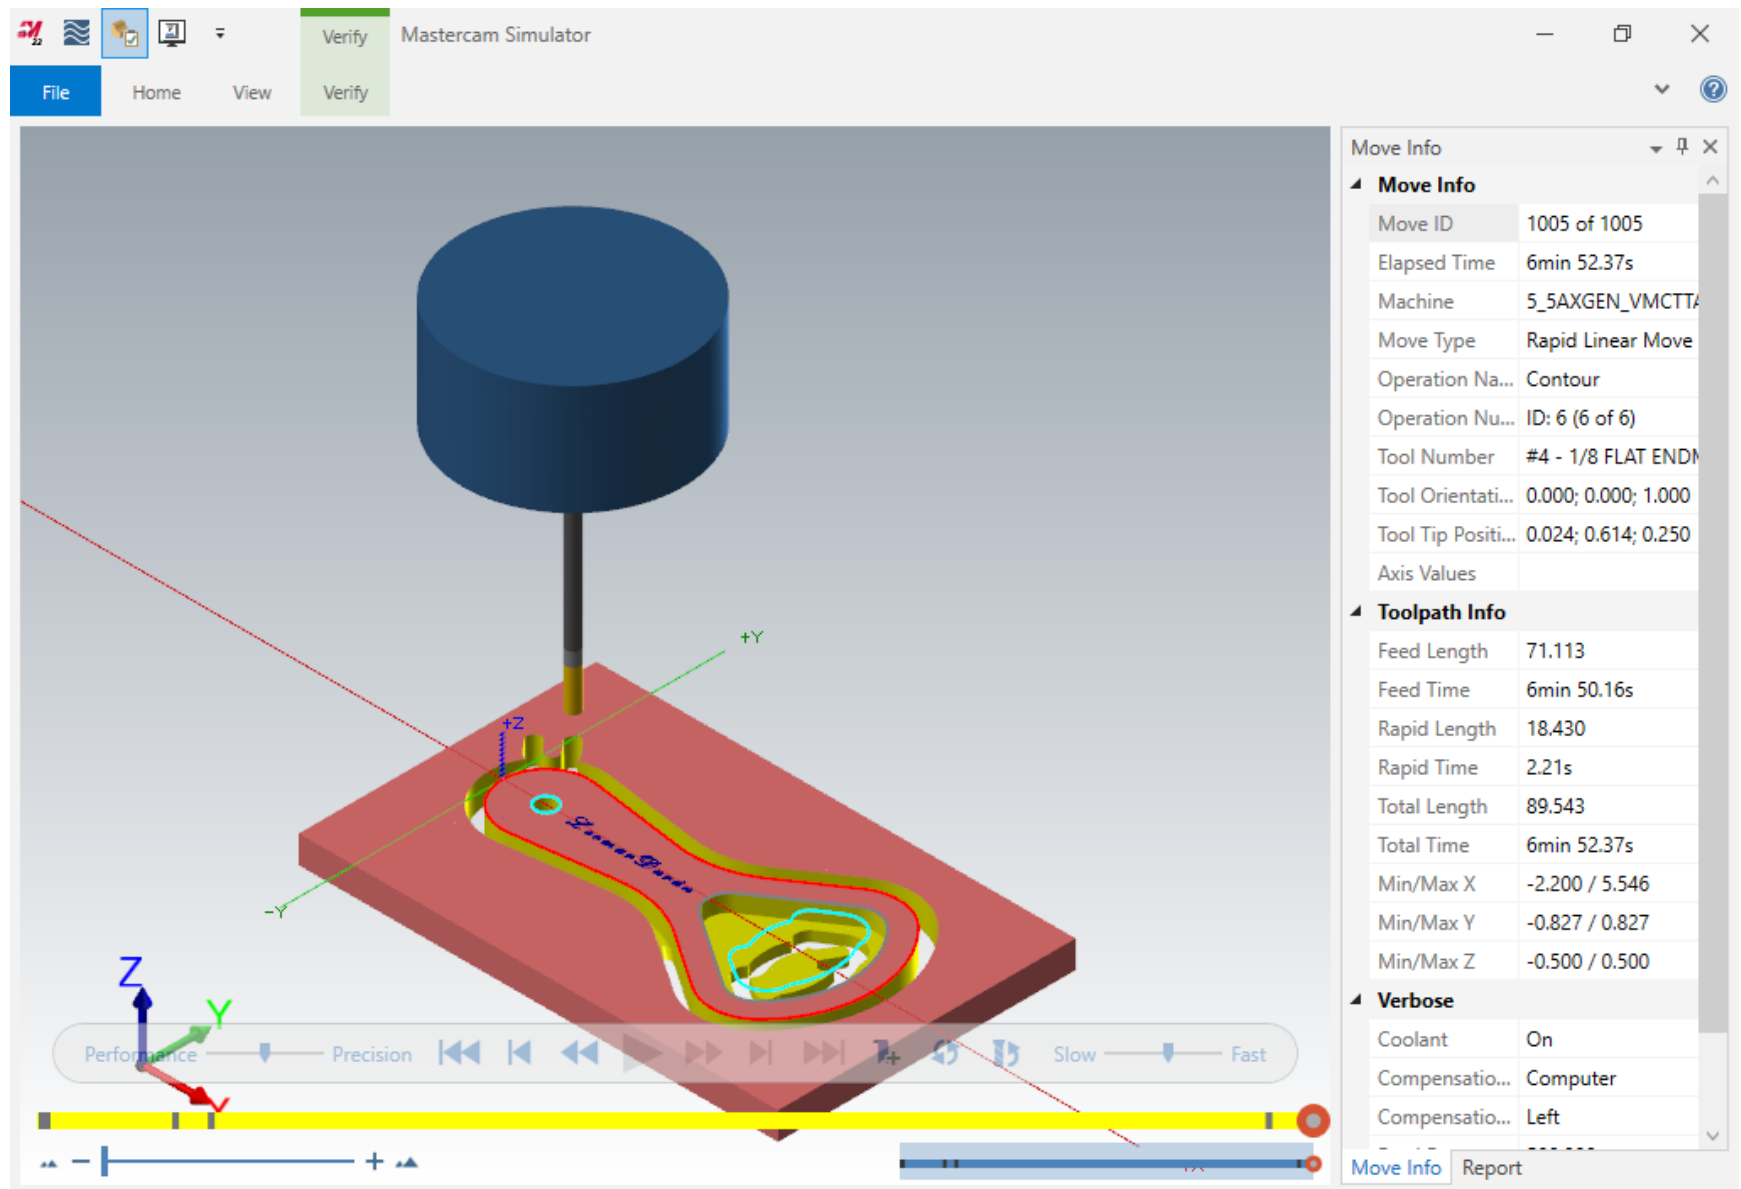 Verify
Mastercam Simulator
File
Home
View
Verify
Move Info
Move Info
Move ID 1005 of 1005
Elapsed Time 6min 52.37s
Machine 5_5AXGEN_VMCTTA
Move Type Rapid Linear Move
Operation Na... Contour
Operation Nu... ID: 6 (6 of 6)
Tool Number #4 - 1/8 FLAT ENDM
Tool Orientati... 0.000; 0.000; 1.000
Tool Tip Positi... 0.024; 0.614; 0.250
Axis Values
Toolpath Info
Feed Length 71.113
Feed Time 6min 50.16s
Rapid Length 18.430
Rapid Time 2.21s
Total Length 89.543
Total Time 6min 52.37s
Min/Max X -2.200 / 5.546
Min/Max Y -0.827 / 0.827
Min/Max Z -0.500 / 0.500
Verbose
Coolant On
Compensatio... Computer
Compensatio... Left
Move Info
Report
+Y
+Z
-Y
Z
Y
Performance
Precision
Slow
Fast